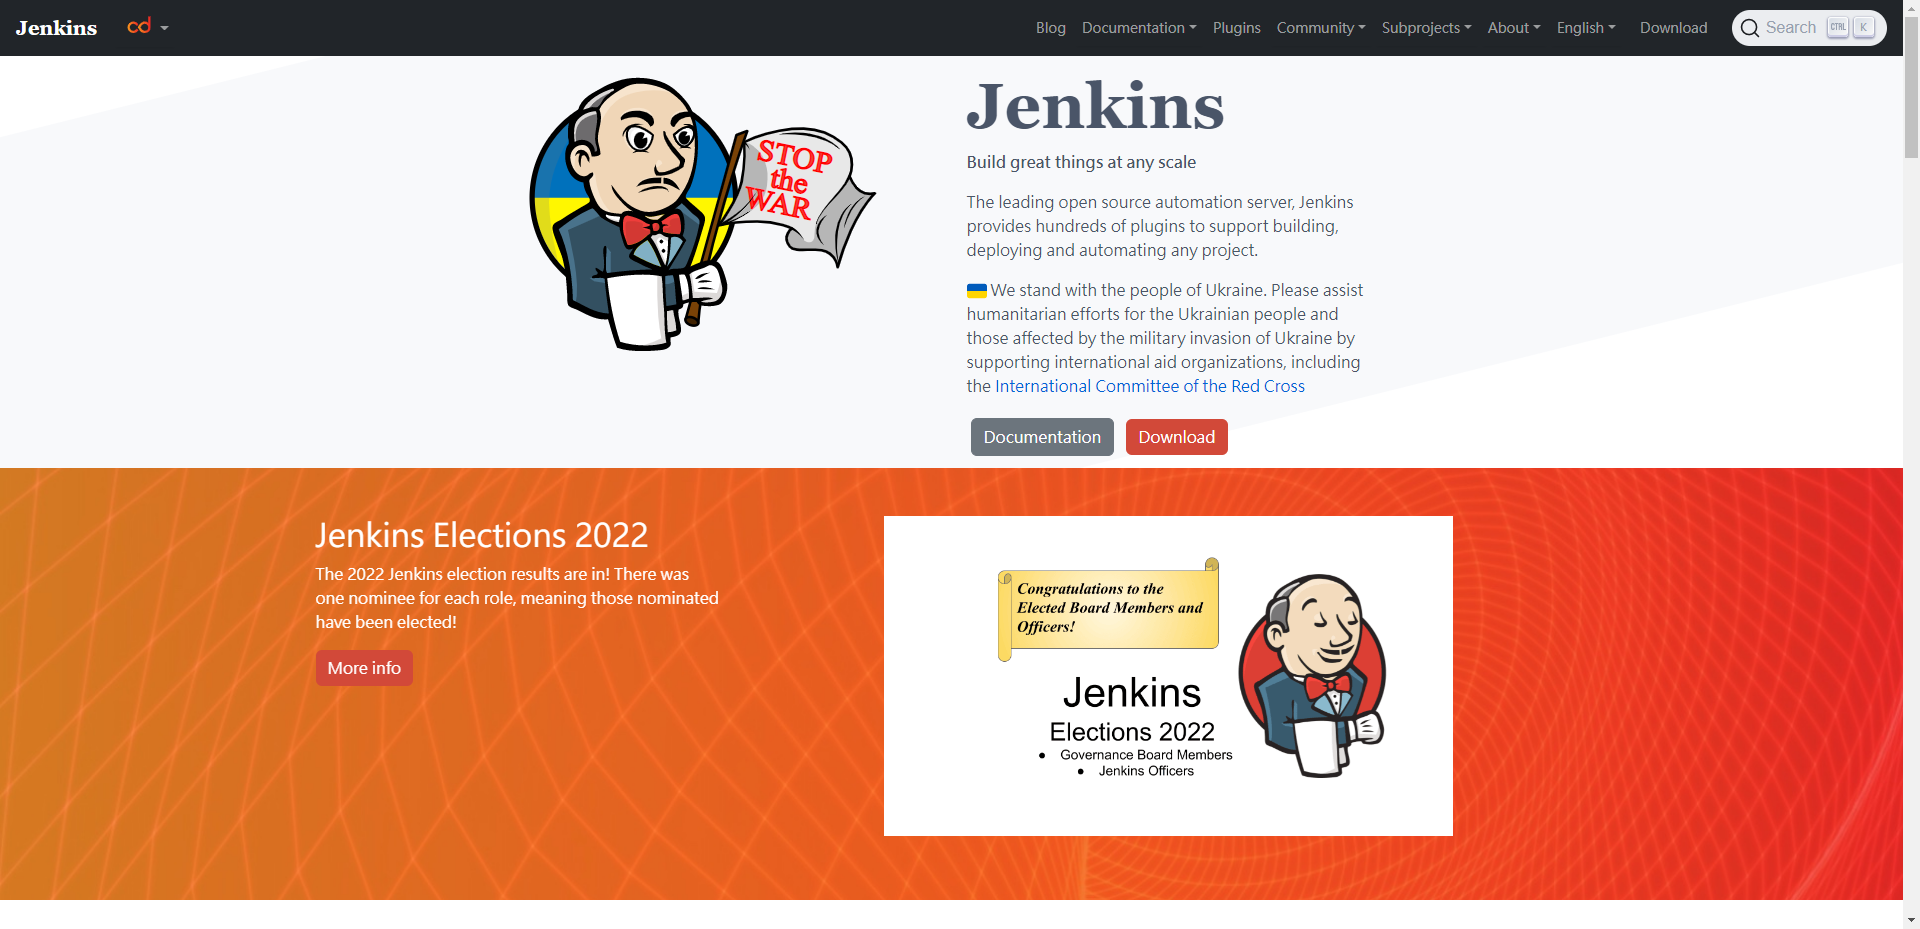 Jenkins
cd
Blog Documentation Plugins Community Subprojects About English Download
Search CTRL K
STOP
the
WAR
Jenkins
Build great things at any scale
The leading open source automation server, Jenkins
provides hundreds of plugins to support building,
deploying and automating any project.
We stand with the people of Ukraine. Please assist
humanitarian efforts for the Ukrainian people and
those affected by the military invasion of Ukraine by
supporting international aid organizations, including
the International Committee of the Red Cross
Documentation Download
Jenkins Elections 2022
The 2022 Jenkins election results are in! There was
one nominee for each role, meaning those nominated
have been elected!
More info
Congratulations to the
Elected Board Members and
Officers!
Jenkins
Elections 2022
● Governance Board Members
● Jenkins Officers